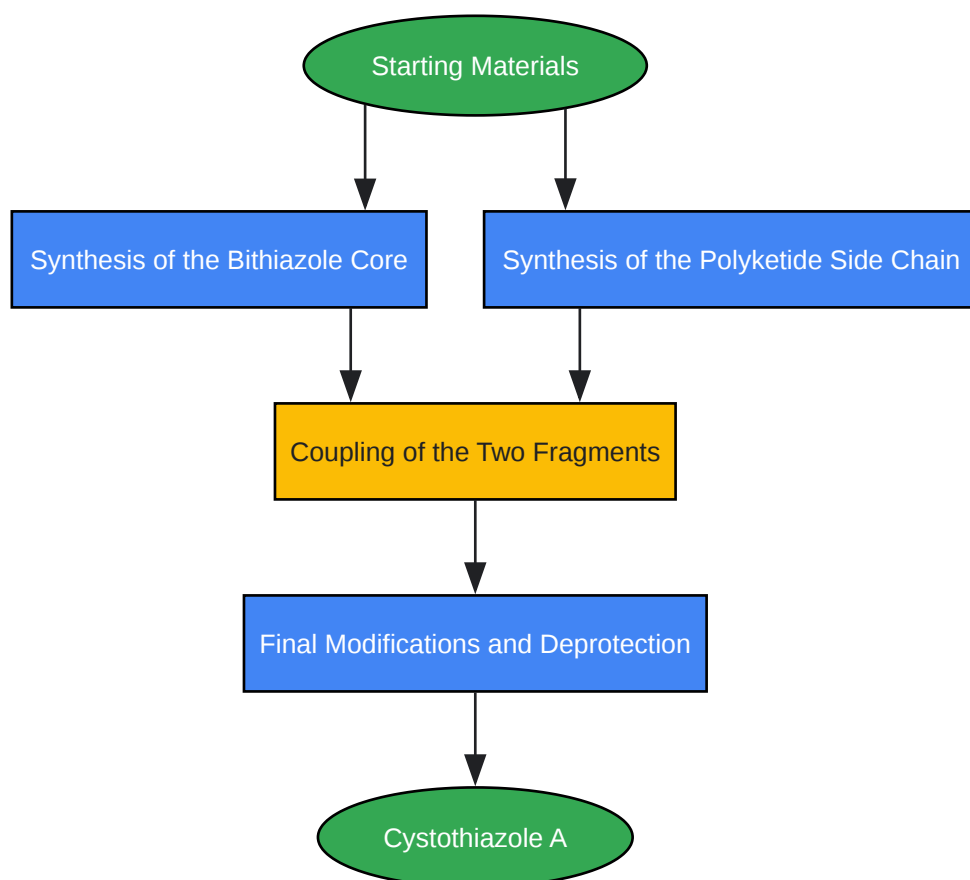 Starting Materials
Synthesis of the Bithiazole Core
Synthesis of the Polyketide Side Chain
Coupling of the Two Fragments
Final Modifications and Deprotection
Cystothiazole A